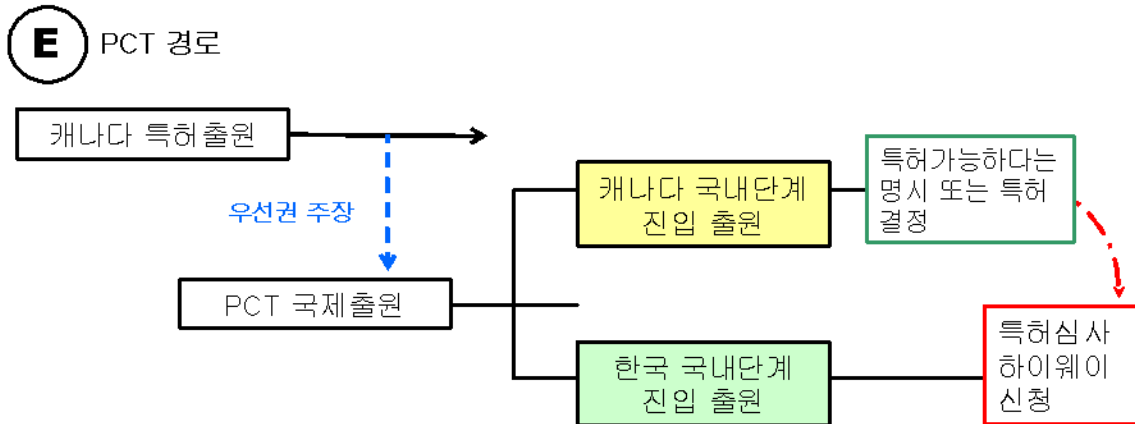 E PCT 경로
캐나다 특허출원
우선권 주장
PCT 국제출원
캐나다 국내단계
진입 출원
특허가능하다는
명시 또는 특허
결정
한국 국내단계
진입 출원
특허심사
하이웨이
신청